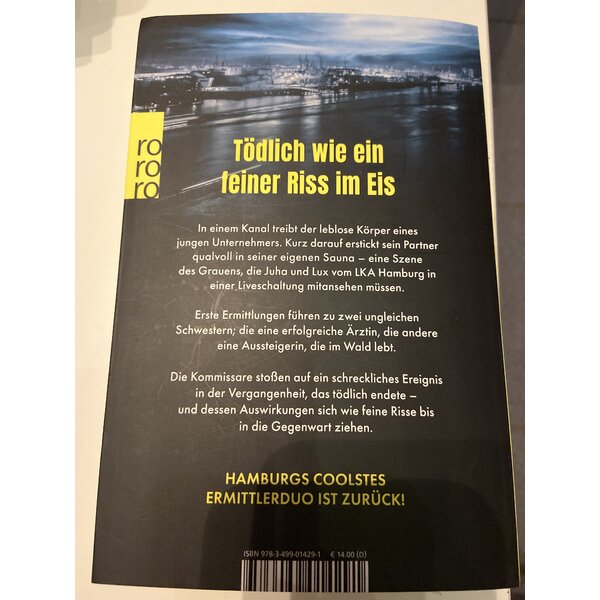 ro
ro
ro
Tödlich wie ein
feiner Riss im Eis
In einem Kanal treibt der leblose Körper eines
jungen Unternehmers. Kurz darauf erstickt sein Partner
qualvoll in seiner eigenen Sauna – eine Szene
des Grauens, die Juha und Lux vom LKA Hamburg in
einer Liveschaltung mitansehen müssen.
Erste Ermittlungen führen zu zwei ungleichen
Schwestern; die eine erfolgreiche Ärztin, die andere
eine Aussteigerin, die im Wald lebt.
Die Kommissare stoßen auf ein schreckliches Ereignis
in der Vergangenheit, das tödlich endete –
und dessen Auswirkungen sich wie feine Risse bis
in die Gegenwart ziehen.
HAMBURGS COOLSTES
ERMITTLERDUO IST ZURÜCK!
ISBN 978-3-499-01429-1 € 14.00 (D)